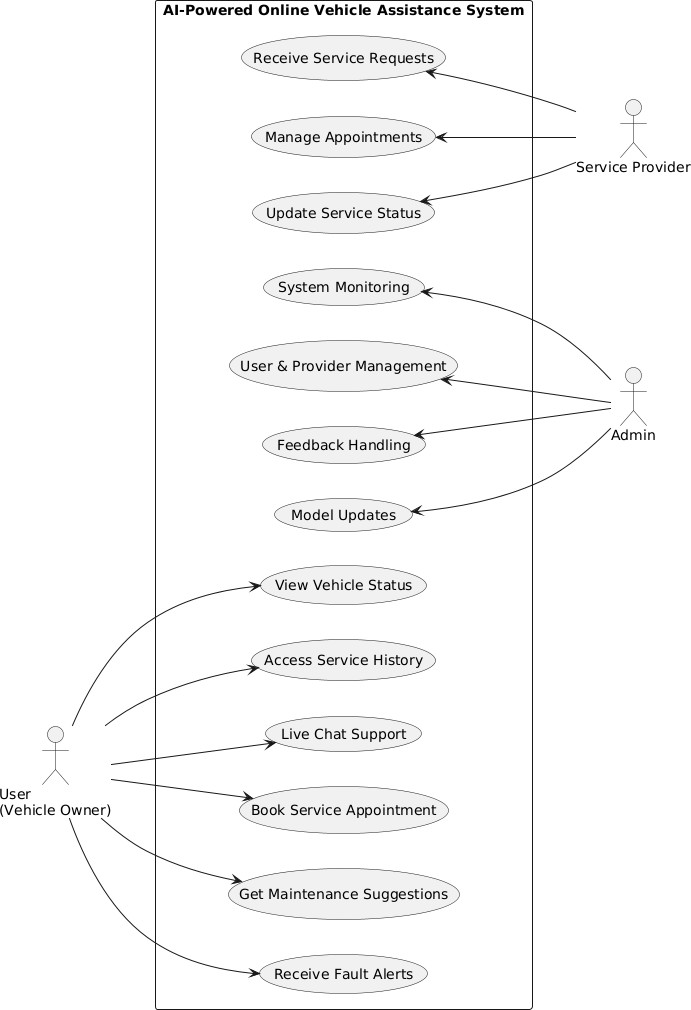 AI-Powered Online Vehicle Assistance System
Receive Service Requests
Manage Appointments
Service Provider
Update Service Status
System Monitoring
User & Provider Management
Admin
Feedback Handling
Model Updates
View Vehicle Status
Access Service History
Live Chat Support
User
(Vehicle Owner)
Book Service Appointment
Get Maintenance Suggestions
Receive Fault Alerts